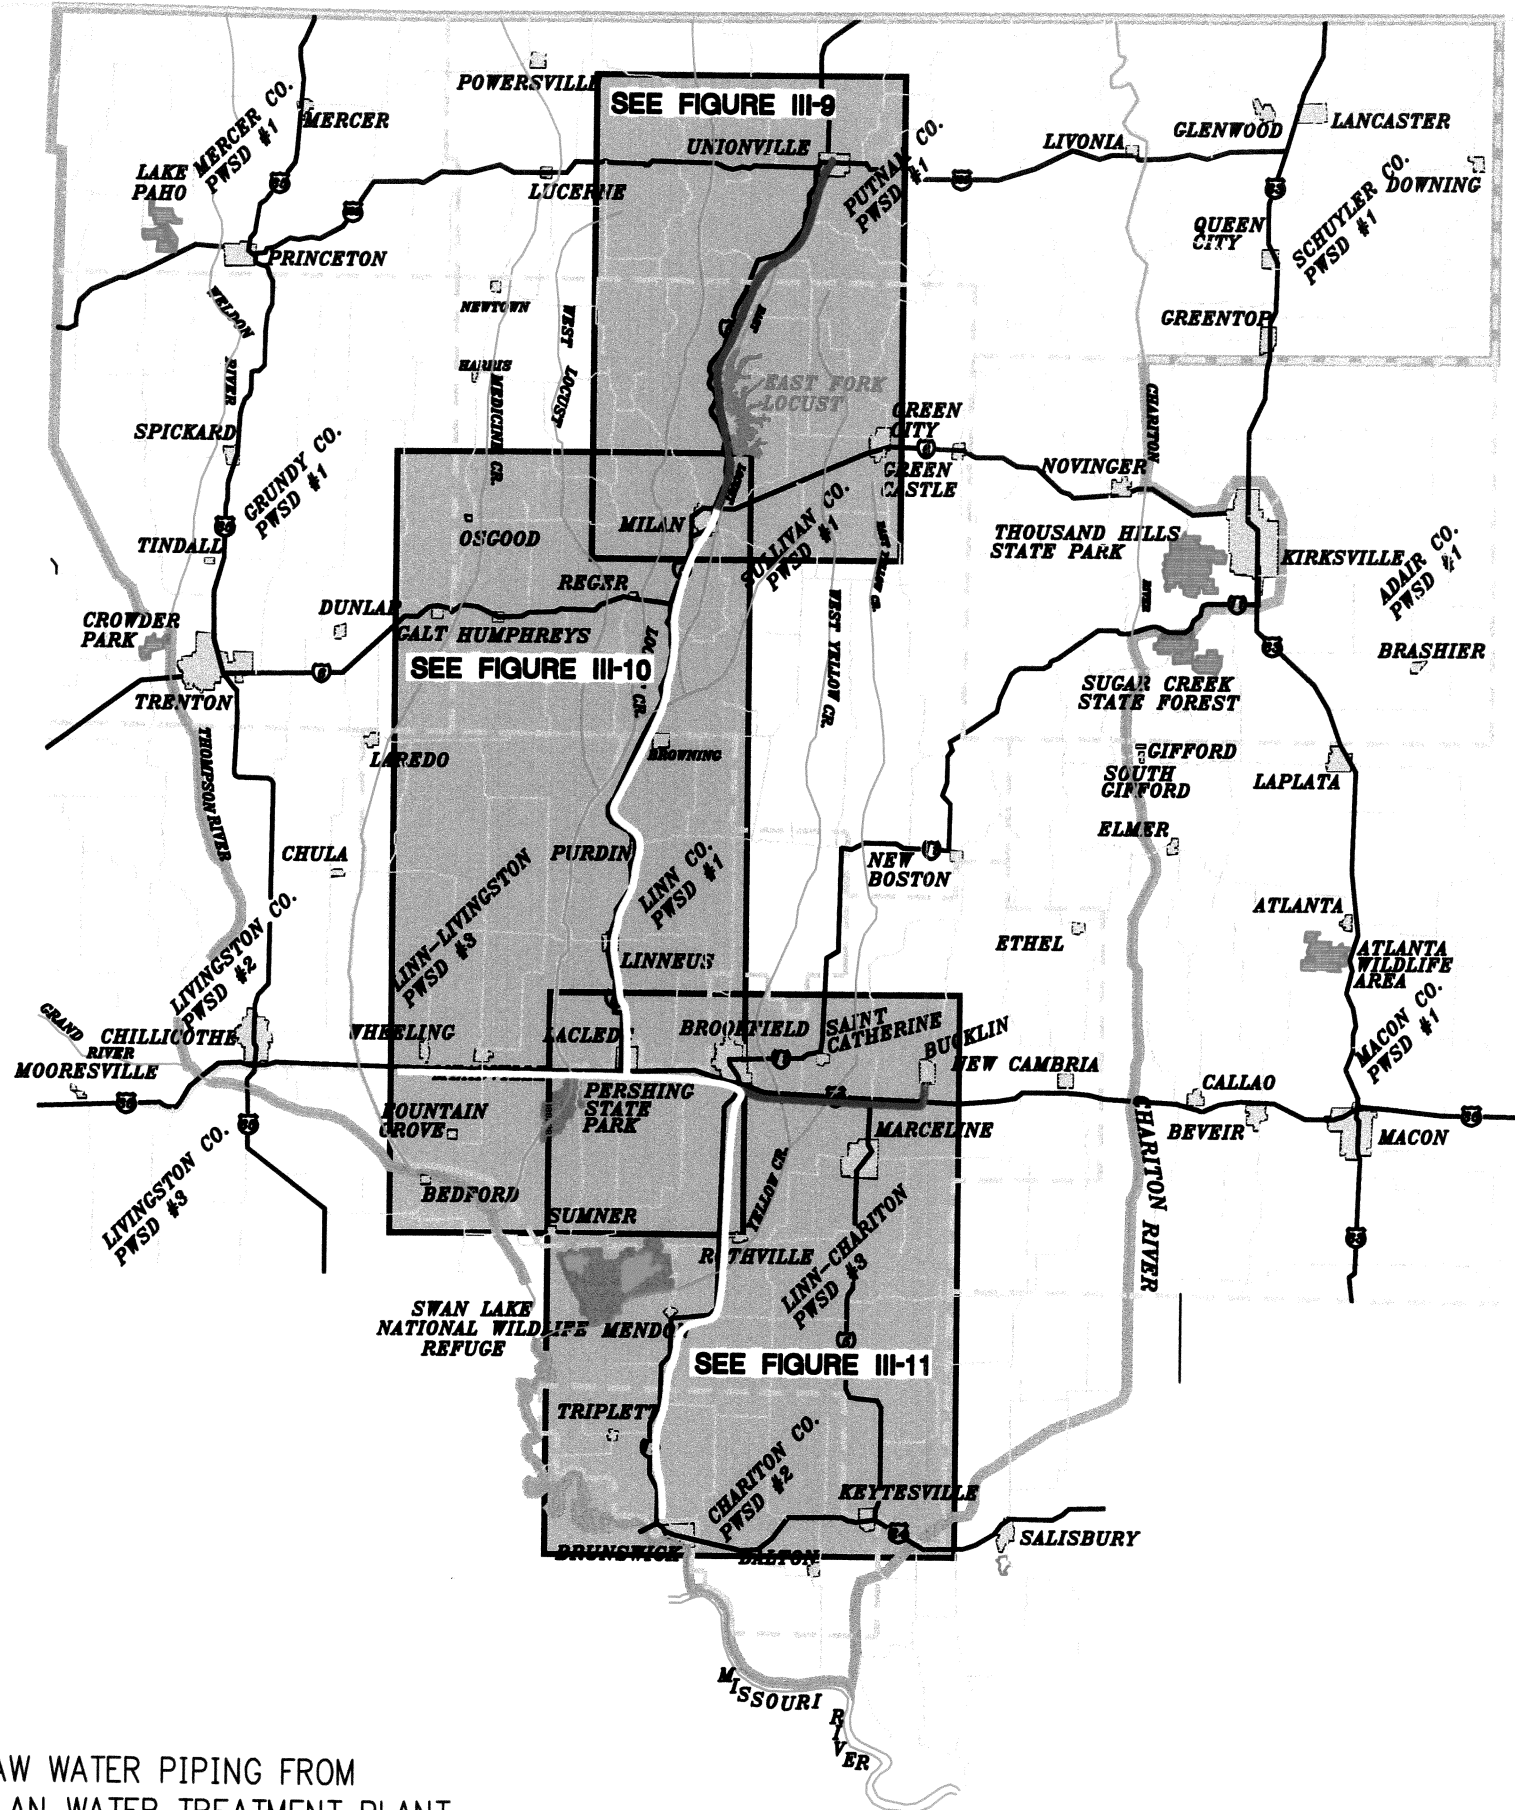 POWERSVILLE
SEE FIGURE III-9
MERCER CO.
PWSD #1
MERCER
LAKE
PAHO
UNIONVILLE
PUTNAM CO.
PWSD #1
LIVONIA
GLENWOOD
LANCASTER
DOWNING
SCHUYLER CO.
PWSD #1
QUEEN
CITY
LUCERNE
PRINCETON
NEWTOWN
GREENTOP
WELDON
RIVER
HARRIS
MEDICINE CR.
WEST LOCUST
EAST
EAST FORK
LOCUST
LOCUST
CHARITON
RIVER
SPICKARD
GRUNDY CO.
PWSD #1
GREEN
CITY
GREEN
CASTLE
NOVINGER
OSGOOD
MILAN
SULLIVAN CO.
PWSD #1
THOUSAND HILLS
STATE PARK
KIRKSVILLE
ADAIR CO.
PWSD #1
TINDALL
REGER
DUNLAP
GALT HUMPHREYS
CROWDER
PARK
SEE FIGURE III-10
WEST YELLOW CR.
BRASHIER
TRENTON
SUGAR CREEK
STATE FOREST
THOMPSON RIVER
LAREDO
BROWNING
GIFFORD
SOUTH
GIFFORD
LAPLATA
ELMER
CHULA
PURDIN
NEW
BOSTON
LINN-LIVINGSTON
PWSD #3
LINN CO.
PWSD #1
ATLANTA
ETHEL
ATLANTA
WILDLIFE
AREA
LIVINGSTON CO.
PWSD #2
LINNEUS
GRAND
RIVER
CHILLICOTHE
WHEELING
LACLEDE
BROOKFIELD
SAINT
CATHERINE
BUCKLIN
NEW CAMBRIA
MACON CO.
PWSD #1
MOORESVILLE
PERSHING
STATE
PARK
CALLAO
FOUNTAIN
GROVE
MARCELINE
BEVEIR
MACON
LIVINGSTON CO.
PWSD #3
BEDFORD
YELLOW CR.
CHARITON RIVER
SUMNER
ROTHVILLE
LINN-CHARITON
PWSD #3
SWAN LAKE
NATIONAL WILDLIFE
REFUGE
MENDON
SEE FIGURE III-11
TRIPLETT
CHARITON CO.
PWSD #2
KEYTESVILLE
SALISBURY
BRUNSWICK
DALTON
MISSOURI
RIVER
AW WATER PIPING FROM
AN WATER TREATMENT PLANT